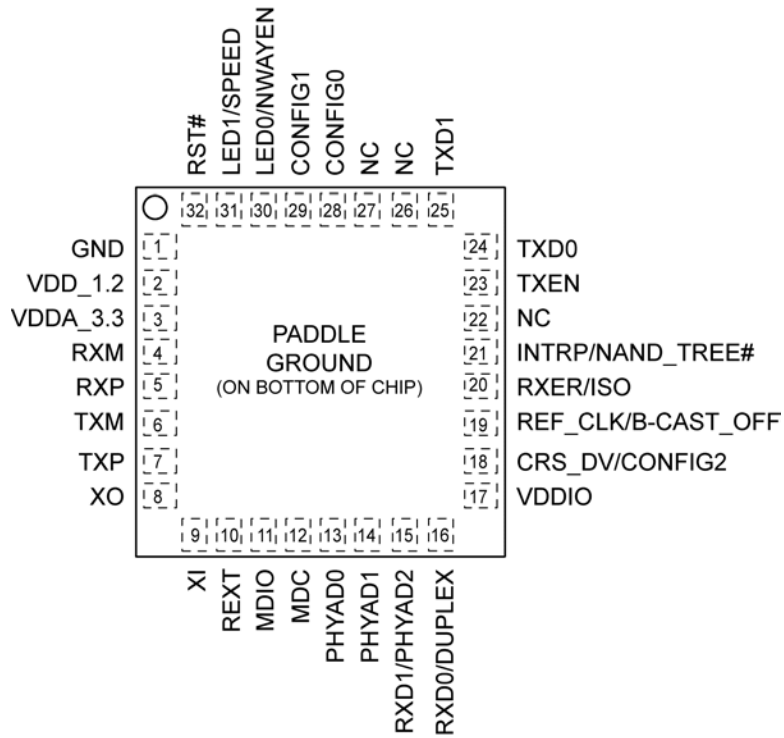 RST#
LED1/SPEED
LED0/NWAYEN
CONFIG1
CONFIG0
NC
NC
TXD1
32 31 30 29 28 27 26 25
GND 1
VDD_1.2 2
VDDA_3.3 3
RXM 4
RXP 5
TXM 6
TXP 7
XO 8
PADDLE
GROUND
(ON BOTTOM OF CHIP)
24 TXD0
23 TXEN
22 NC
21 INTRP/NAND_TREE#
20 RXER/ISO
19 REF_CLK/B-CAST_OFF
18 CRS_DV/CONFIG2
17 VDDIO
9 10 11 12 13 14 15 16
XI
REXT
MDIO
MDC
PHYAD0
PHYAD1
RXD1/PHYAD2
RXD0/DUPLEX